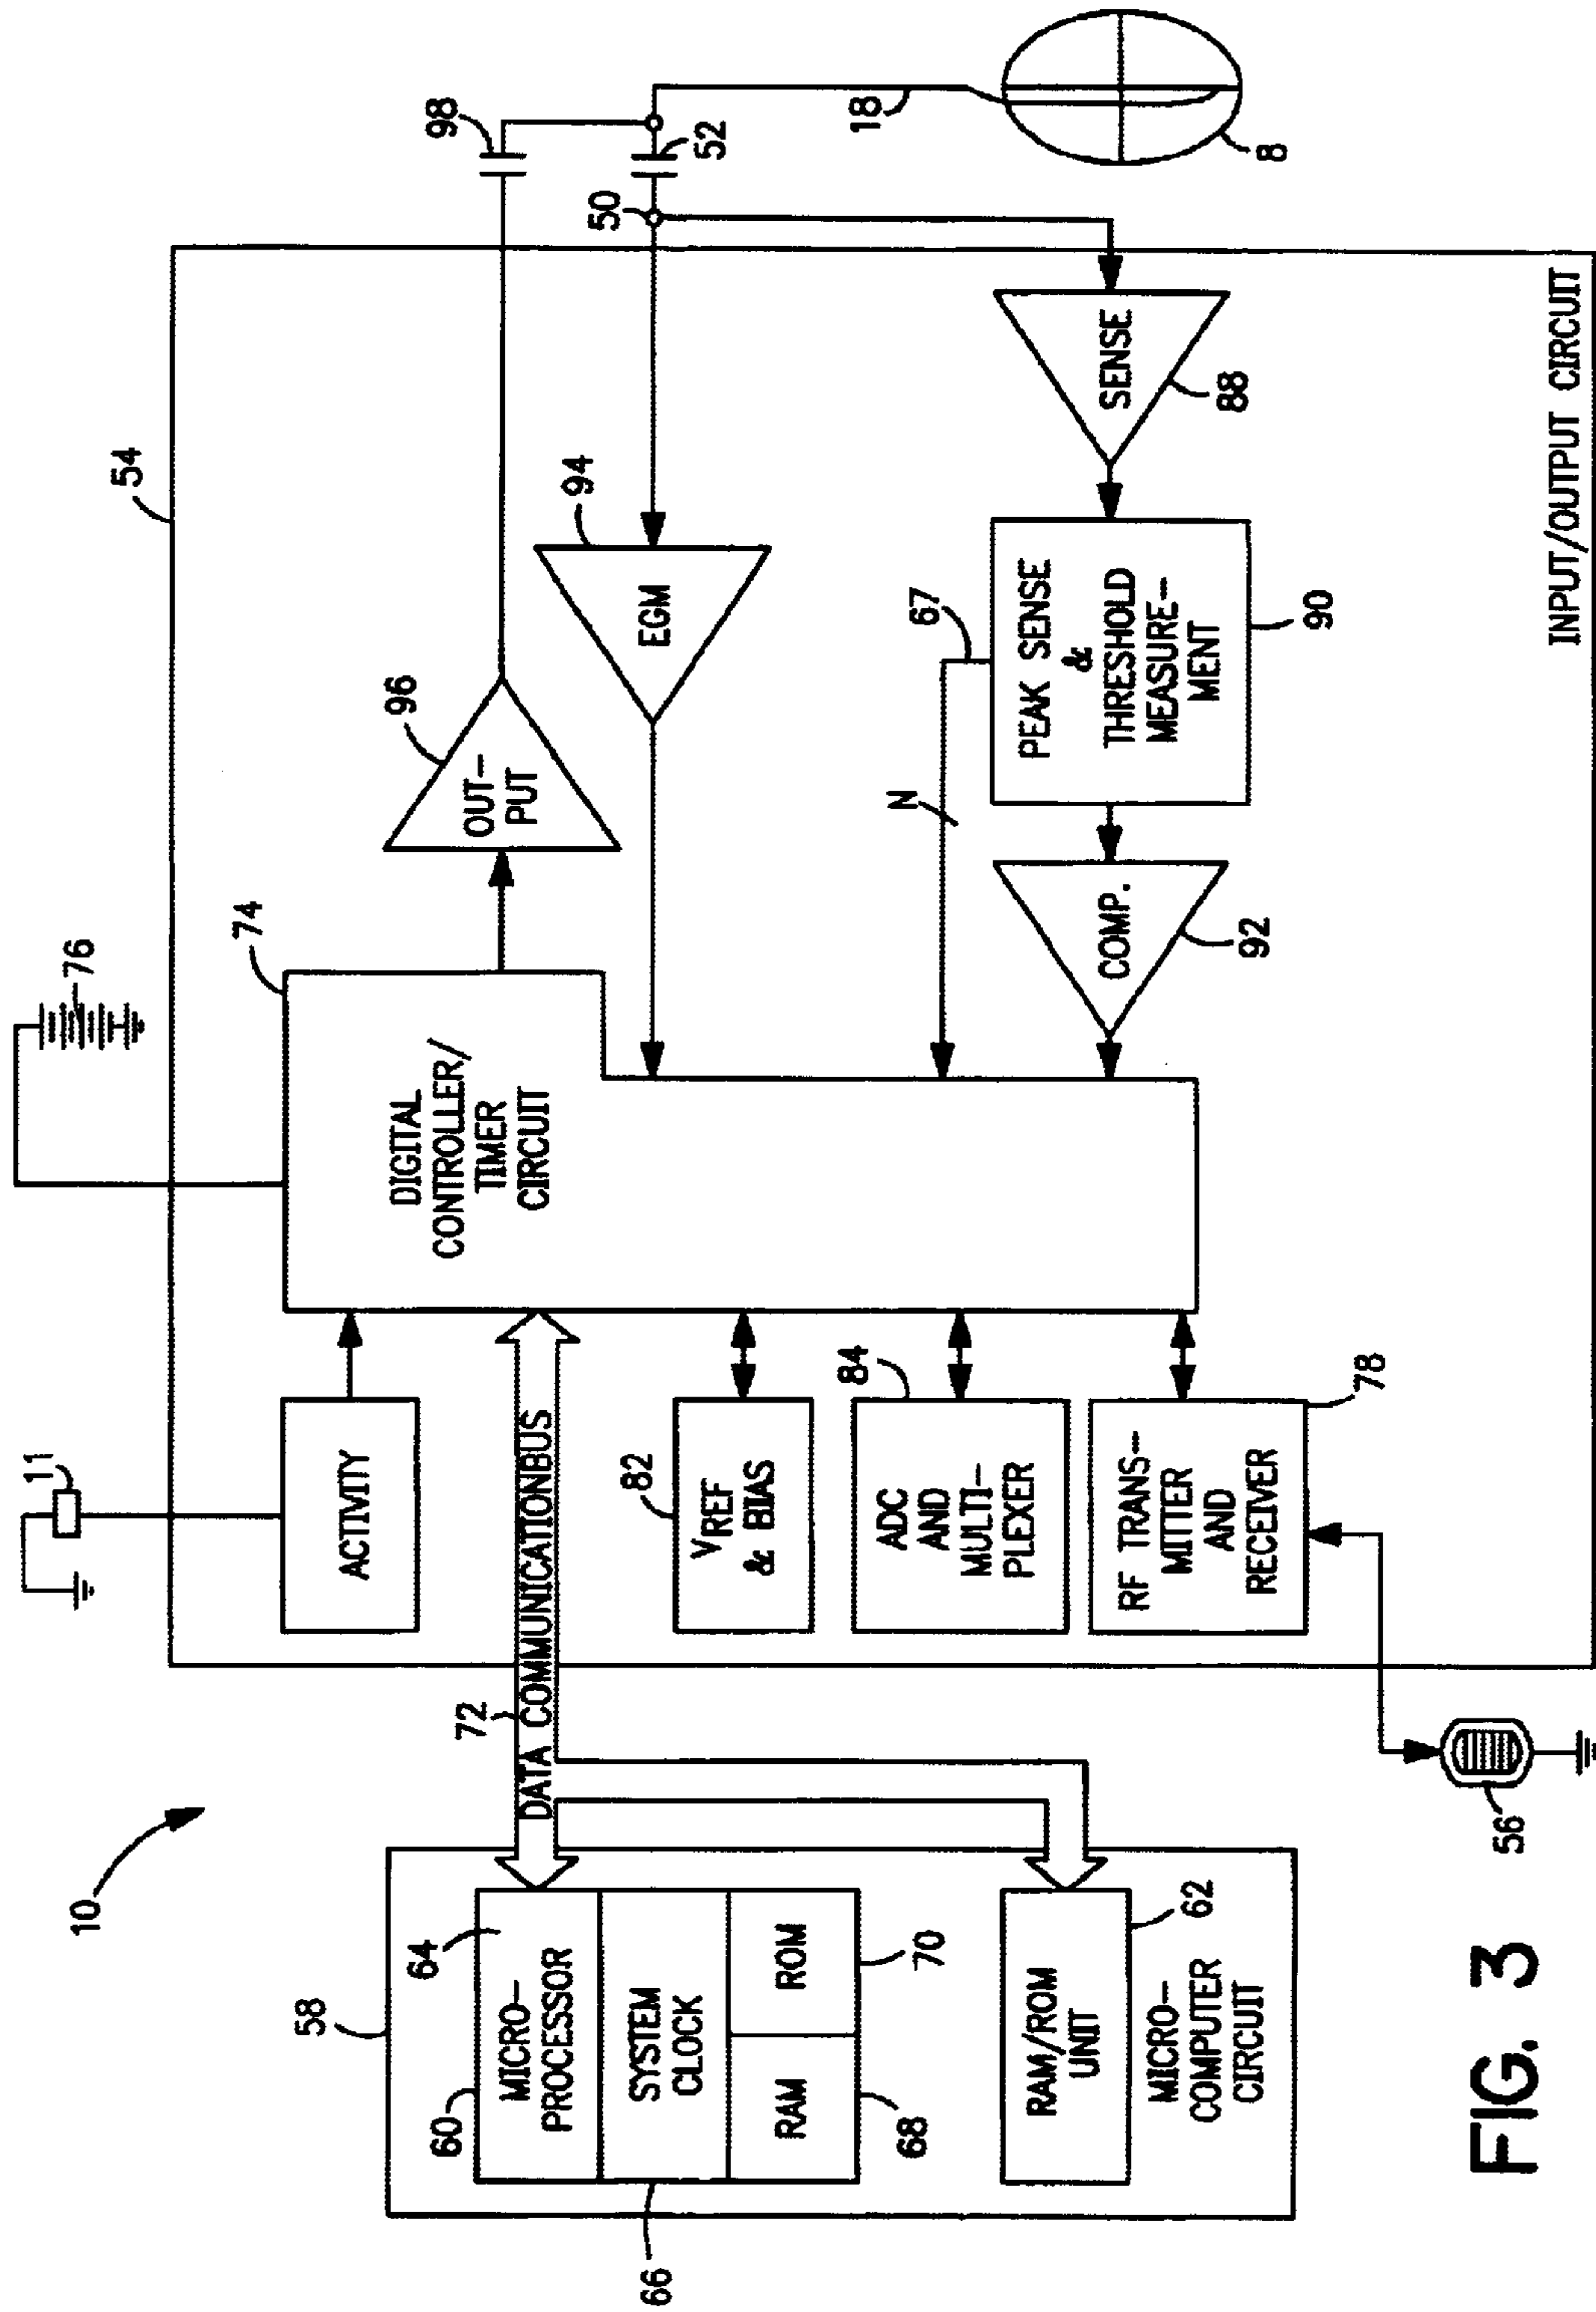 10
58
60
64
MICRO-
PROCESSOR
SYSTEM
CLOCK
RAM
ROM
66
68
70
RAM/ROM
UNIT
62
MICRO-
COMPUTER
CIRCUIT
72
DATA COMMUNICATIONBUS
11
ACTIVITY
82
VREF
& BIAS
84
ADC
AND
MULTI-
PLEXER
RF TRANS-
MITTER
AND
RECEIVER
78
56
76
74
DIGITAL
CONTROLLER/
TIMER
CIRCUIT
54
96
OUT-
PUT
94
EGM
N
67
PEAK SENSE
&
THRESHOLD
MEASURE-
MENT
90
COMP.
92
SENSE
88
98
50
52
18
8
INPUT/OUTPUT CIRCUIT
FIG. 3